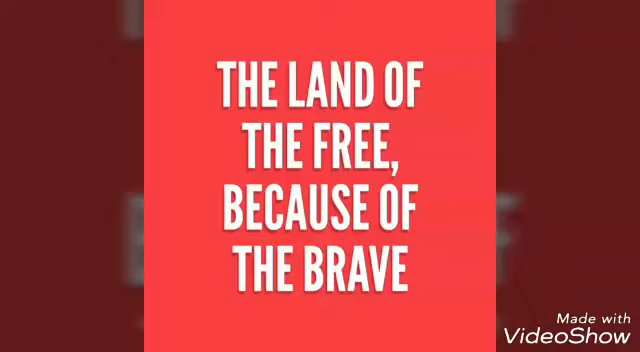 THE LAND OF
THE FREE,
BECAUSE OF
THE BRAVE
Made with
VideoShow